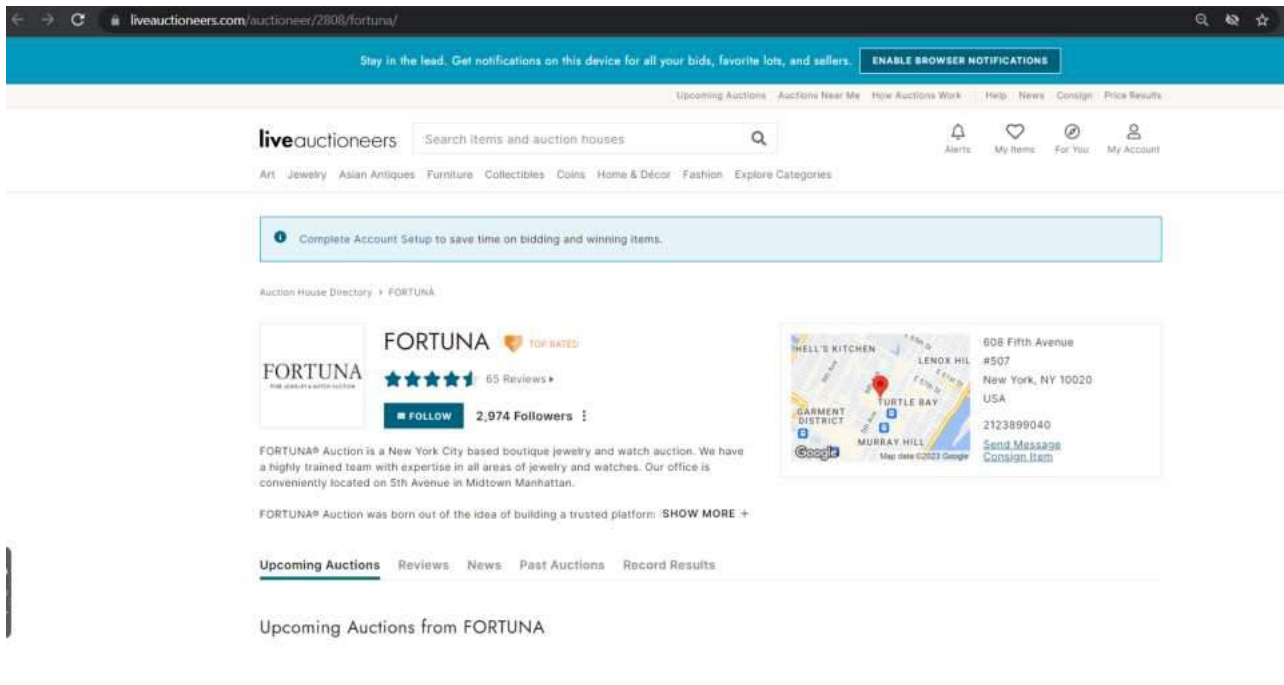 liveauctioneers.com/auctioneer/2808/fortuna/
Stay in the lead. Get notifications on this device for all your bids, favorite lots, and sellers. ENABLE BROWSER NOTIFICATIONS
Upcoming Auctions Auctions Near Me How Auctions Work Help News Consign Price Results
liveauctioneers Search items and auction houses
Alerts My Items For You My Account
Art Jewelry Asian Antiques Furniture Collectibles Coins Home & Décor Fashion Explore Categories
Complete Account Setup to save time on bidding and winning items.
Auction House Directory > FORTUNA
FORTUNA
FORTUNA TOP RATED
65 Reviews
FOLLOW 2,974 Followers
FORTUNA® Auction is a New York City based boutique jewelry and watch auction. We have
a highly trained team with expertise in all areas of jewelry and watches. Our office is
conveniently located on 5th Avenue in Midtown Manhattan.
FORTUNA® Auction was born out of the idea of building a trusted platform SHOW MORE +
HELL'S KITCHEN
LENOX HIL
TURTLE BAY
GARMENT
DISTRICT
MURRAY HILL
Google
Map data ©2023 Google
608 Fifth Avenue
#507
New York, NY 10020
USA
2123899040
Send Message
Consign Item
Upcoming Auctions Reviews News Past Auctions Record Results
Upcoming Auctions from FORTUNA